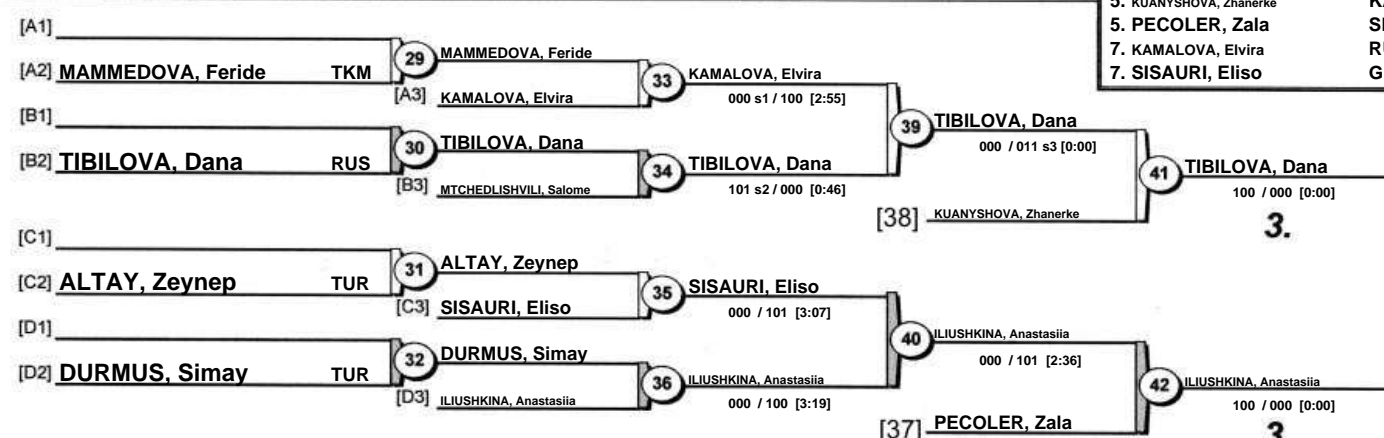 5. KUANYSHOVA, Zhanerke
5. PECOLER, Zala
7. KAMALOVA, Elvira
7. SISAURI, Eliso
[A1]
[A2] MAMMEDOVA, Feride TKM
29
MAMMEDOVA, Feride
[A3] KAMALOVA, Elvira
33
KAMALOVA, Elvira
000 s1 / 100 [2:55]
[B1]
[B2] TIBILOVA, Dana RUS
30
TIBILOVA, Dana
[B3] MTCHEDLISHVILI, Salome
34
TIBILOVA, Dana
101 s2 / 000 [0:46]
39
TIBILOVA, Dana
000 / 011 s3 [0:00]
[38] KUANYSHOVA, Zhanerke
41
TIBILOVA, Dana
100 / 000 [0:00]
3.
[C1]
[C2] ALTAY, Zeynep TUR
31
ALTAY, Zeynep
[C3] SISAURI, Eliso
35
SISAURI, Eliso
000 / 101 [3:07]
[D1]
[D2] DURMUS, Simay TUR
32
DURMUS, Simay
[D3] ILIUSHKINA, Anastasiia
36
ILIUSHKINA, Anastasiia
000 / 100 [3:19]
40
ILIUSHKINA, Anastasiia
000 / 101 [2:36]
[37] PECOLER, Zala
42
ILIUSHKINA, Anastasiia
100 / 000 [0:00]
3